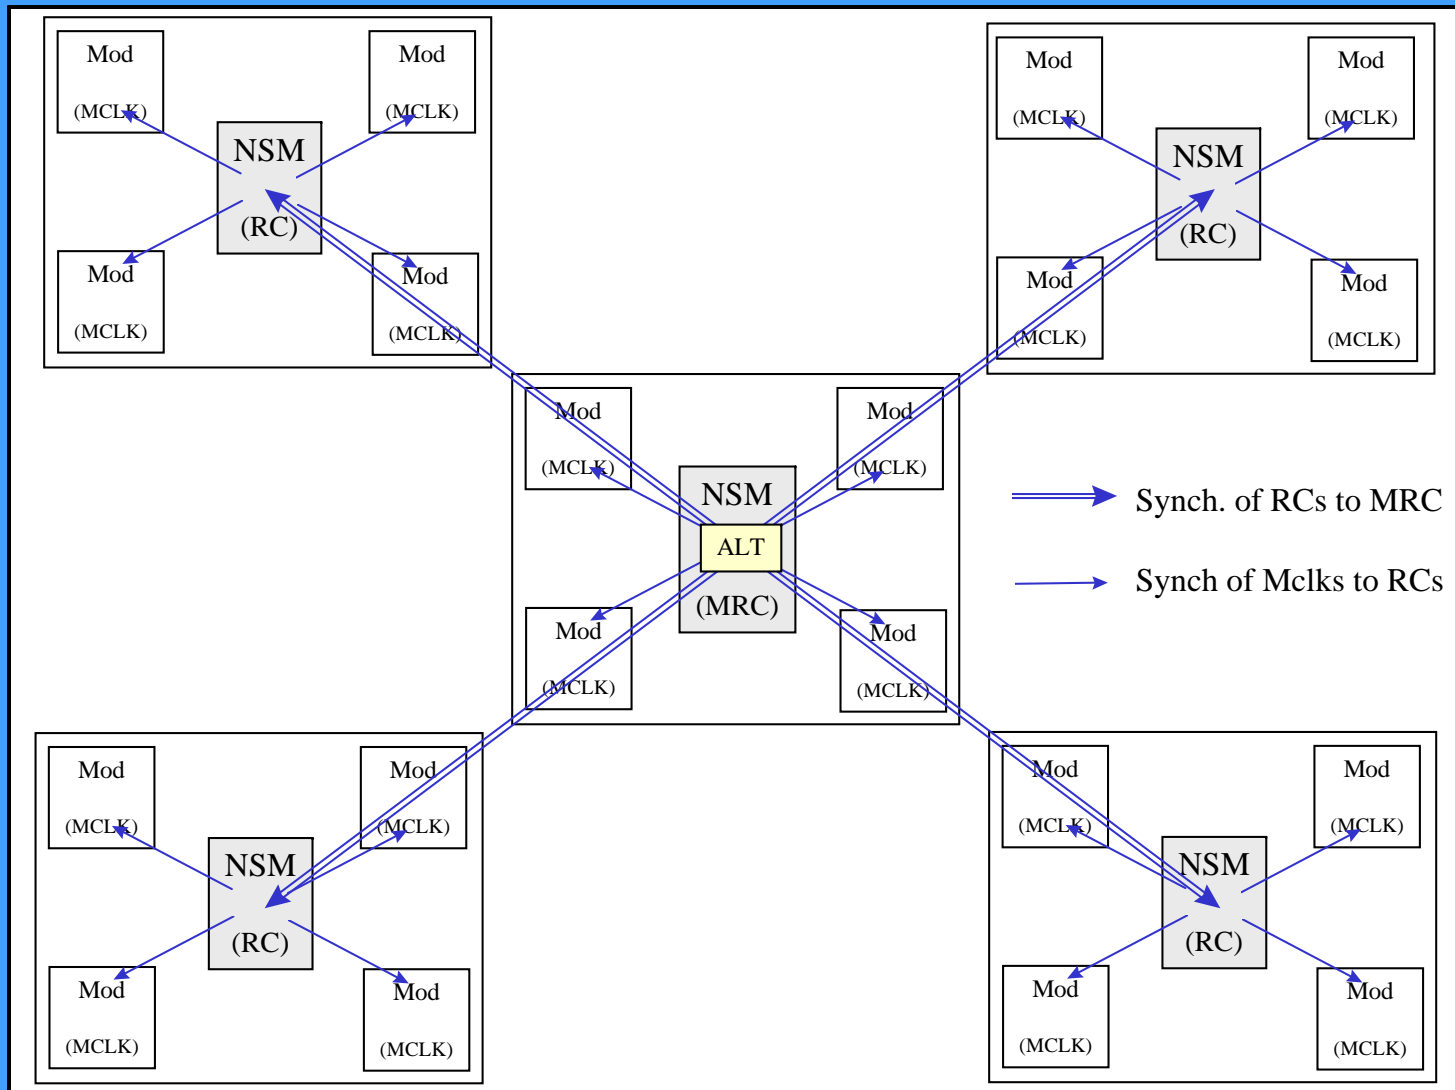 Mod
(MCLK)
Mod
(MCLK)
NSM
(RC)
Mod
(MCLK)
Mod
(MCLK)
Mod
(MCLK)
Mod
(MCLK)
NSM
(RC)
Mod
(MCLK)
Mod
(MCLK)
Mod
(MCLK)
Mod
(MCLK)
NSM
ALT
(MRC)
Mod
(MCLK)
Mod
(MCLK)
Synch. of RCs to MRC
Synch of Mclks to RCs
Mod
(MCLK)
Mod
(MCLK)
NSM
(RC)
Mod
(MCLK)
Mod
(MCLK)
Mod
(MCLK)
Mod
(MCLK)
NSM
(RC)
Mod
(MCLK)
Mod
(MCLK)